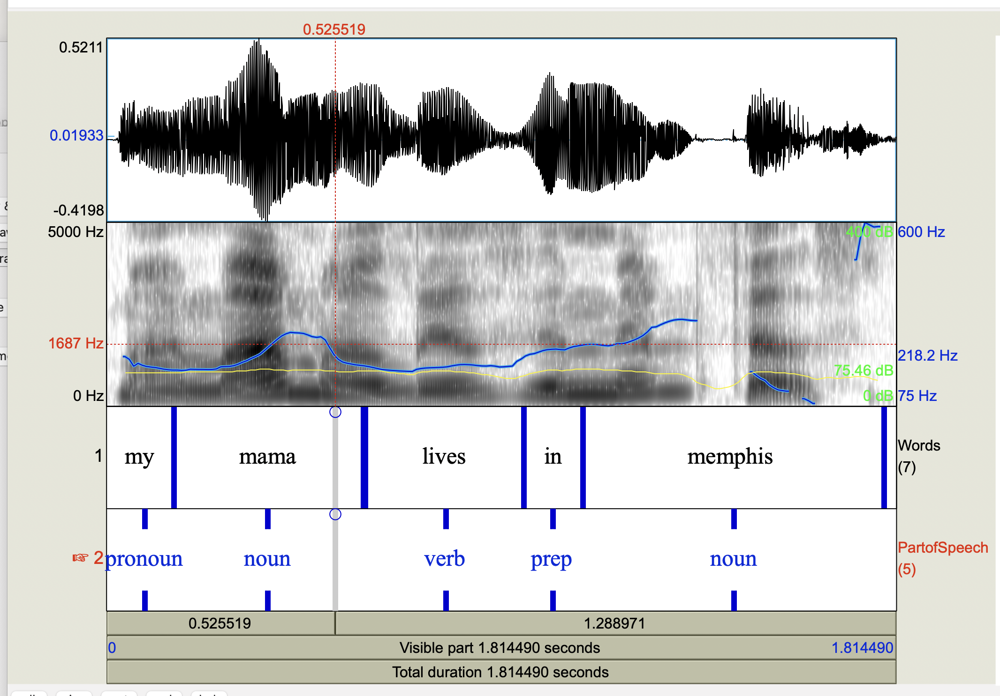 0.525519
0.5211
0.01933
-0.4198
5000 Hz
400 dB 600 Hz
1687 Hz
218.2 Hz
75.46 dB
0 Hz
0 dB 75 Hz
1 my mama lives in memphis
Words
(7)
☞ 2 pronoun noun verb prep noun
PartofSpeech
(5)
0.525519 1.288971
0 Visible part 1.814490 seconds 1.814490
Total duration 1.814490 seconds